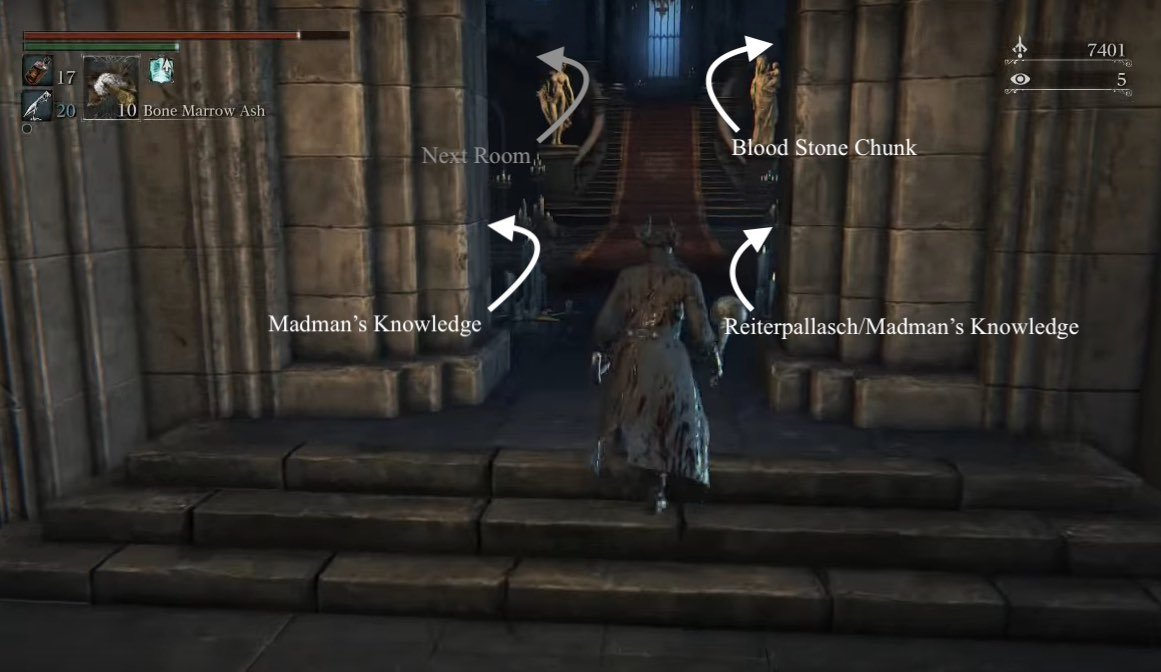 7401
17
5
20
10 Bone Marrow Ash
Next Room
Blood Stone Chunk
Madman’s Knowledge
Reiterpallasch/Madman’s Knowledge